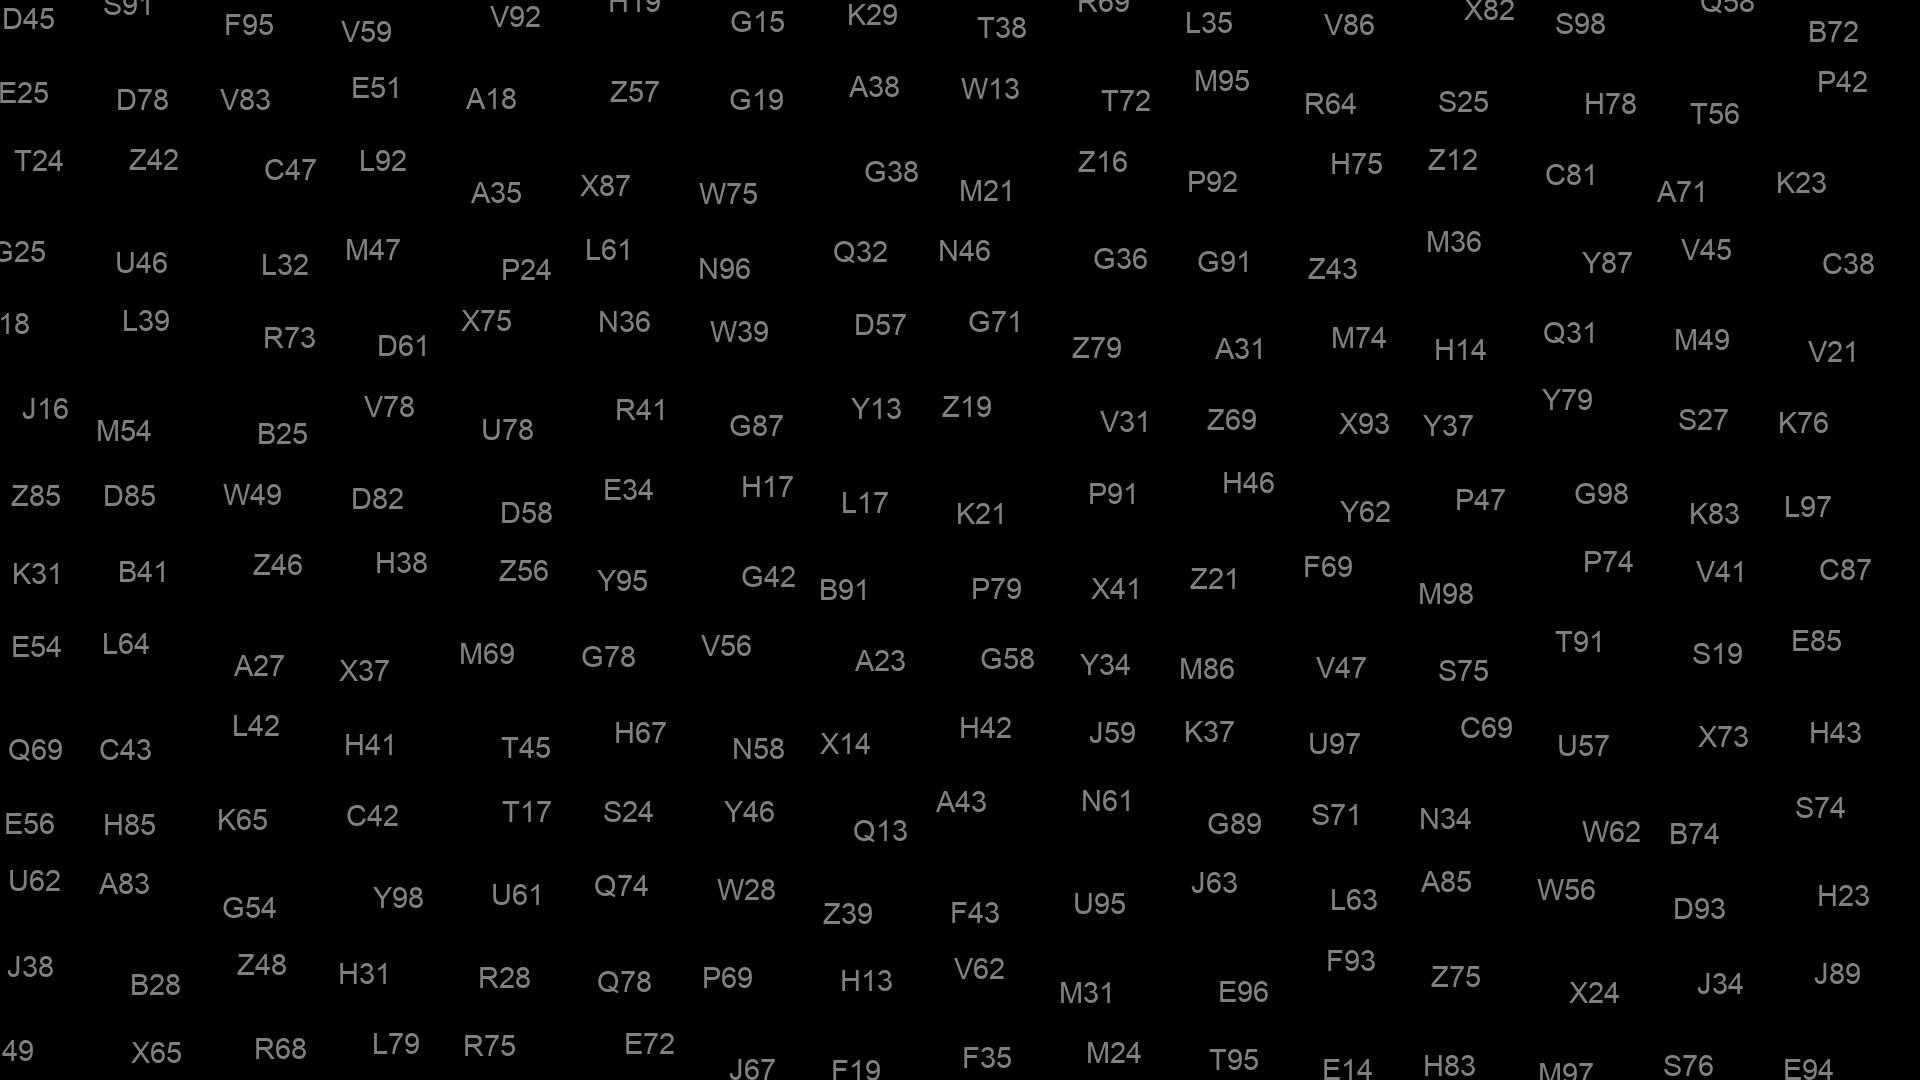 D45 S91 F95 V59 V92 H19 G15 K29 T38 R69 L35 V86 X82 S98 Q58 B72
E25 D78 V83 E51 A18 Z57 G19 A38 W13 T72 M95 R64 S25 H78 T56 P42
T24 Z42 C47 L92 A35 X87 W75 G38 M21 Z16 P92 H75 Z12 C81 A71 K23
G25 U46 L32 M47 P24 L61 N96 Q32 N46 G36 G91 Z43 M36 Y87 V45 C38
18 L39 R73 D61 X75 N36 W39 D57 G71 Z79 A31 M74 H14 Q31 M49 V21
J16 M54 B25 V78 U78 R41 G87 Y13 Z19 V31 Z69 X93 Y37 Y79 S27 K76
Z85 D85 W49 D82 D58 E34 H17 L17 K21 P91 H46 Y62 P47 G98 K83 L97
K31 B41 Z46 H38 Z56 Y95 G42 B91 P79 X41 Z21 F69 M98 P74 V41 C87
E54 L64 A27 X37 M69 G78 V56 A23 G58 Y34 M86 V47 S75 T91 S19 E85
Q69 C43 L42 H41 T45 H67 N58 X14 H42 J59 K37 U97 C69 U57 X73 H43
E56 H85 K65 C42 T17 S24 Y46 Q13 A43 N61 G89 S71 N34 W62 B74 S74
U62 A83 G54 Y98 U61 Q74 W28 Z39 F43 U95 J63 L63 A85 W56 D93 H23
J38 B28 Z48 H31 R28 Q78 P69 H13 V62 M31 E96 F93 Z75 X24 J34 J89
49 X65 R68 L79 R75 E72 J67 F19 F35 M24 T95 E14 H83 M97 S76 E94